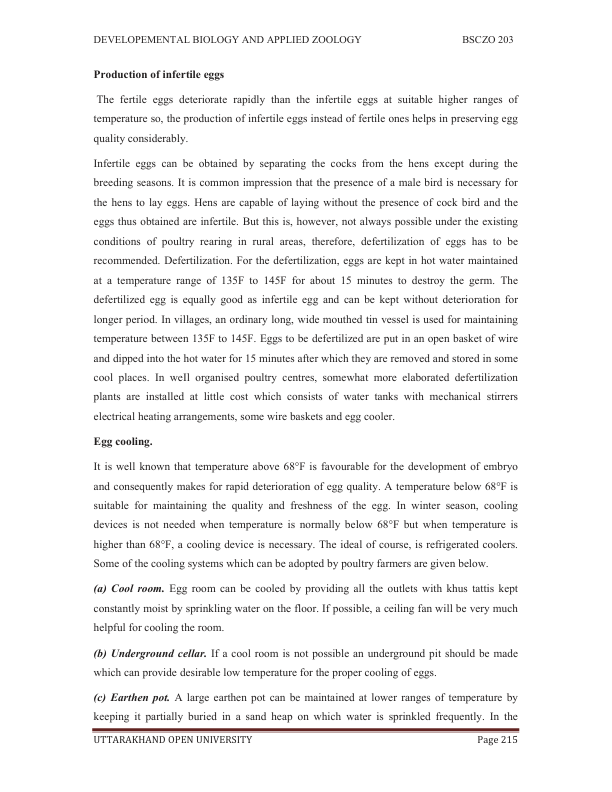 DEVELOPEMENTAL BIOLOGY AND APPLIED ZOOLOGY BSCZO 203
Production of infertile eggs
The fertile eggs deteriorate rapidly than the infertile eggs at suitable higher ranges of
temperature so, the production of infertile eggs instead of fertile ones helps in preserving egg
quality considerably.
Infertile eggs can be obtained by separating the cocks from the hens except during the
breeding seasons. It is common impression that the presence of a male bird is necessary for
the hens to lay eggs. Hens are capable of laying without the presence of cock bird and the
eggs thus obtained are infertile. But this is, however, not always possible under the existing
conditions of poultry rearing in rural areas, therefore, defertilization of eggs has to be
recommended. Defertilization. For the defertilization, eggs are kept in hot water maintained
at a temperature range of 135F to 145F for about 15 minutes to destroy the germ. The
defertilized egg is equally good as infertile egg and can be kept without deterioration for
longer period. In villages, an ordinary long, wide mouthed tin vessel is used for maintaining
temperature between 135F to 145F. Eggs to be defertilized are put in an open basket of wire
and dipped into the hot water for 15 minutes after which they are removed and stored in some
cool places. In well organised poultry centres, somewhat more elaborated defertilization
plants are installed at little cost which consists of water tanks with mechanical stirrers
electrical heating arrangements, some wire baskets and egg cooler.
Egg cooling.
It is well known that temperature above 68°F is favourable for the development of embryo
and consequently makes for rapid deterioration of egg quality. A temperature below 68°F is
suitable for maintaining the quality and freshness of the egg. In winter season, cooling
devices is not needed when temperature is normally below 68°F but when temperature is
higher than 68°F, a cooling device is necessary. The ideal of course, is refrigerated coolers.
Some of the cooling systems which can be adopted by poultry farmers are given below.
(a) Cool room. Egg room can be cooled by providing all the outlets with khus tattis kept
constantly moist by sprinkling water on the floor. If possible, a ceiling fan will be very much
helpful for cooling the room.
(b) Underground cellar. If a cool room is not possible an underground pit should be made
which can provide desirable low temperature for the proper cooling of eggs.
(c) Earthen pot. A large earthen pot can be maintained at lower ranges of temperature by
keeping it partially buried in a sand heap on which water is sprinkled frequently. In the
UTTARAKHAND OPEN UNIVERSITY Page 215